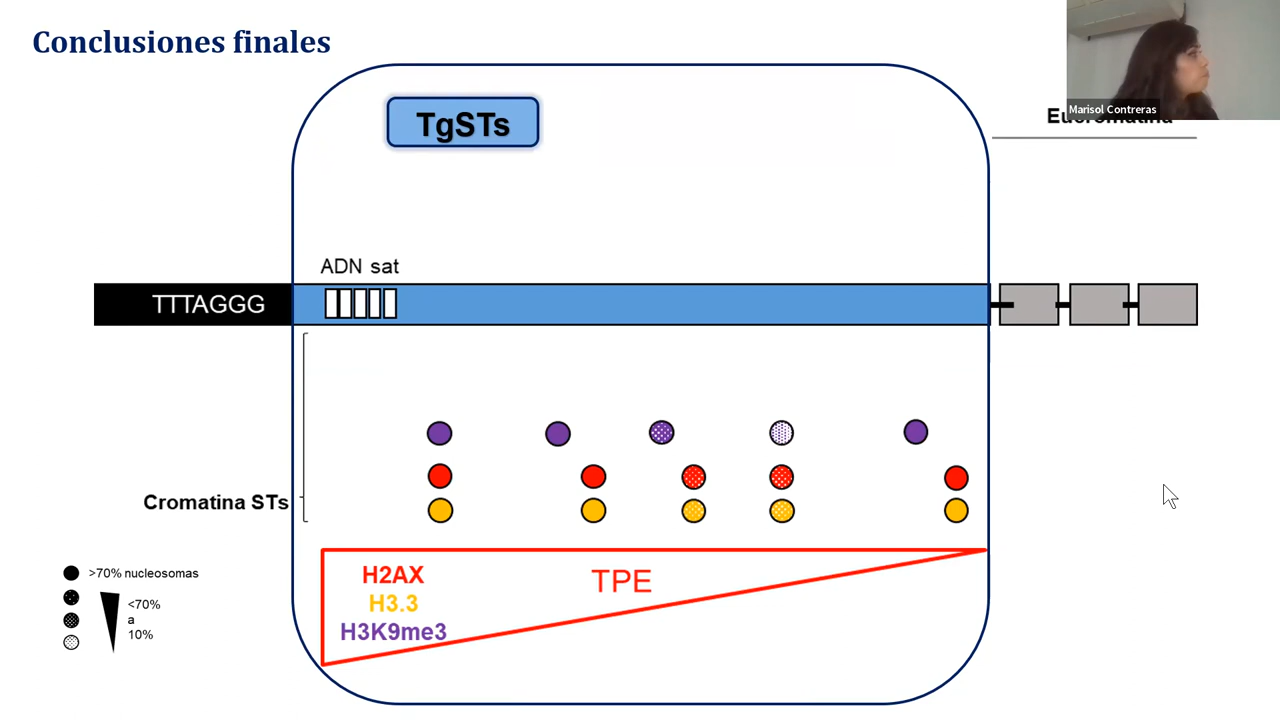 Conclusiones finales
Marisol Contreras
TgSTs
ADN sat
TTTAGGG
Cromatina STs
>70% nucleosomas
<70%
a
10%
H2AX
TPE
H3.3
H3K9me3